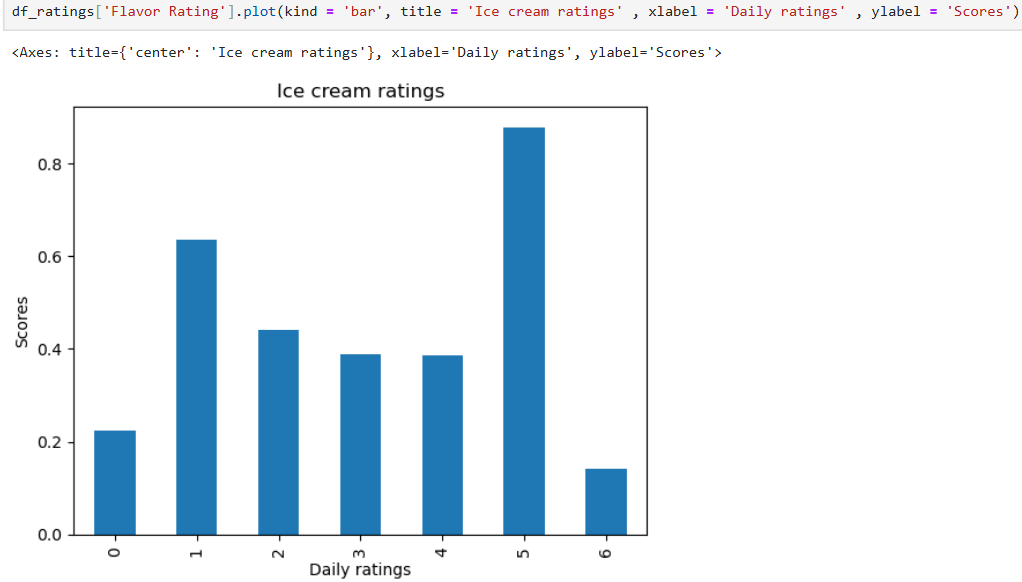 df_ratings['Flavor Rating'].plot(kind = 'bar', title = 'Ice cream ratings' , xlabel = 'Daily ratings' , ylabel = 'Scores')
<Axes: title={'center': 'Ice cream ratings'}, xlabel='Daily ratings', ylabel='Scores'>
Ice cream ratings
0.8
0.6
0.4
0.2
0.0
Scores
0 1 2 3 4 5 6
Daily ratings